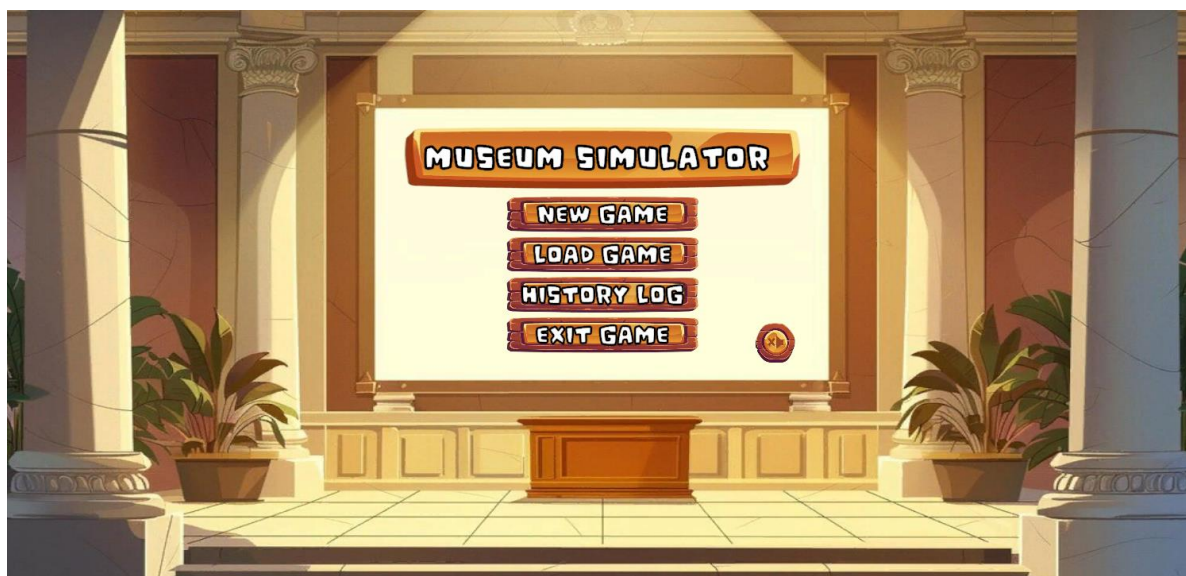 MUSEUM SIMULATOR
NEW GAME
LOAD GAME
HISTORY LOG
EXIT GAME